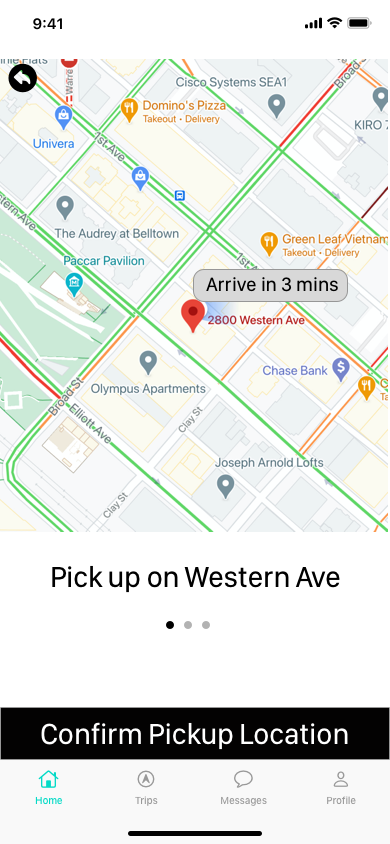 9:41
Cisco Systems SEA1
Domino's Pizza
Takeout • Delivery
KIRO 7
Univera
1st Ave
The Audrey at Belltown
Green Leaf Vietnam
Takeout • Delivery
Paccar Pavilion
Arrive in 3 mins
2800 Western Ave
Chase Bank
Olympus Apartments
Broad St
Elliott Ave
Clay St
Joseph Arnold Lofts
Clay St
Pick up on Western Ave
Confirm Pickup Location
Home
Trips
Messages
Profile